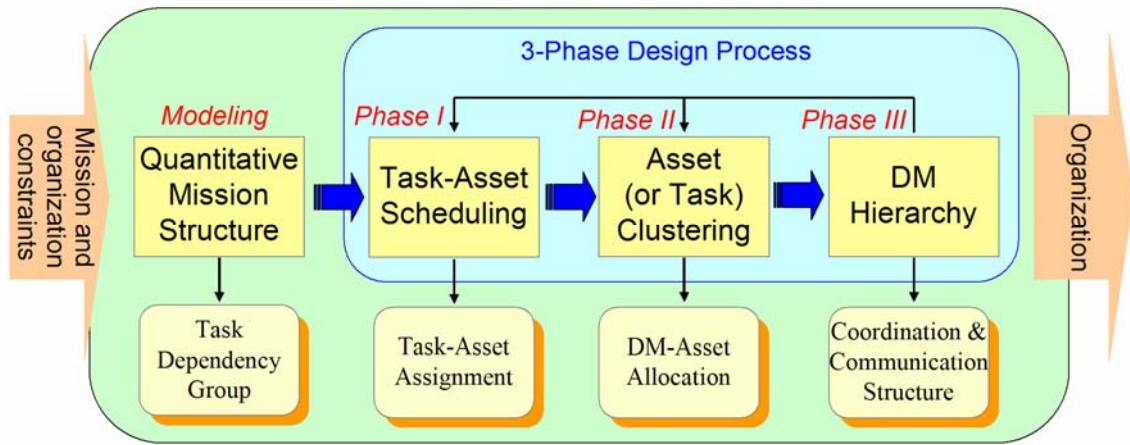 3-Phase Design Process
Mission and
organization
constraints
Modeling
Phase I
Phase II
Phase III
Quantitative
Mission
Structure
Task-Asset
Scheduling
Asset
(or Task)
Clustering
DM
Hierarchy
Organization
Task
Dependency
Group
Task-Asset
Assignment
DM-Asset
Allocation
Coordination &
Communication
Structure